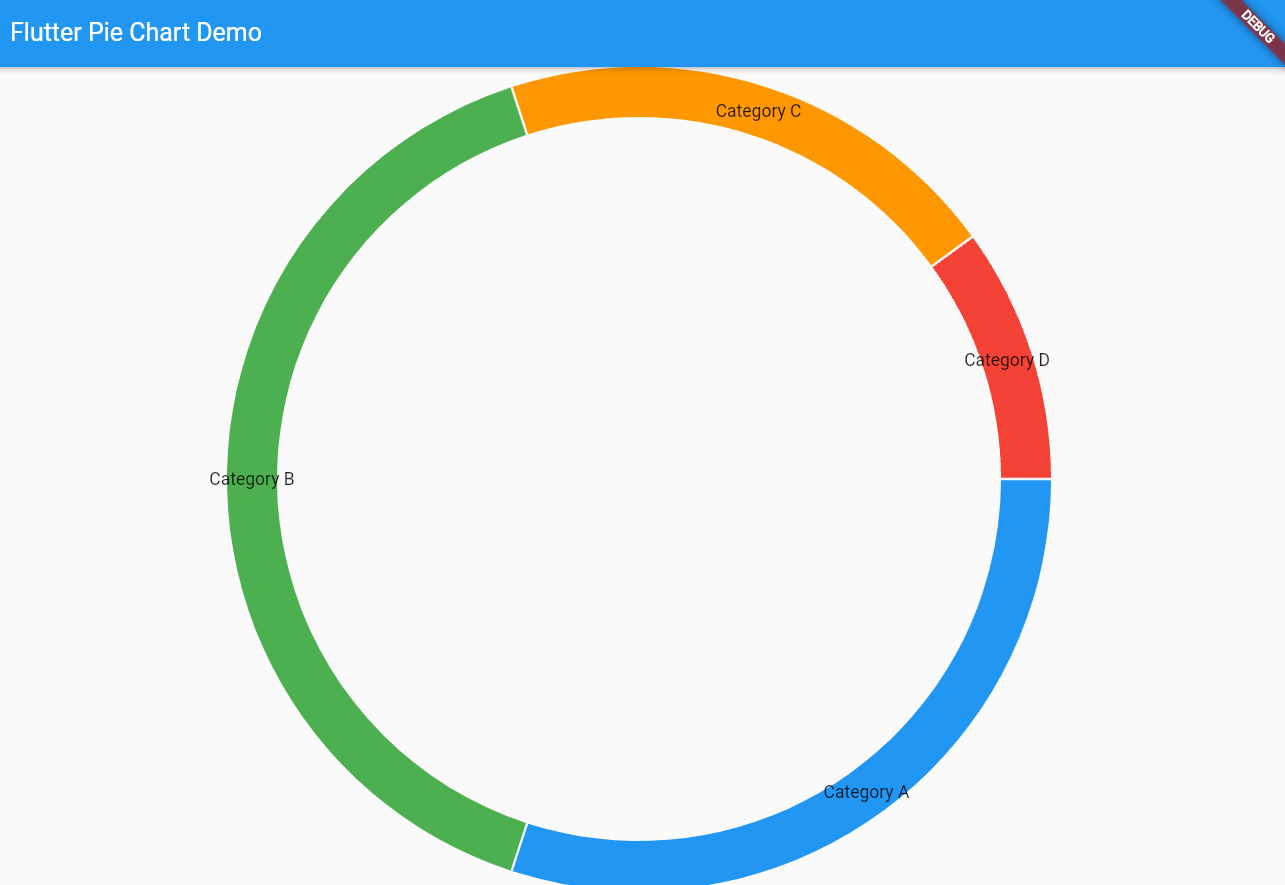 Flutter Pie Chart Demo
DEBUG
Category C
Category D
Category B
Category A